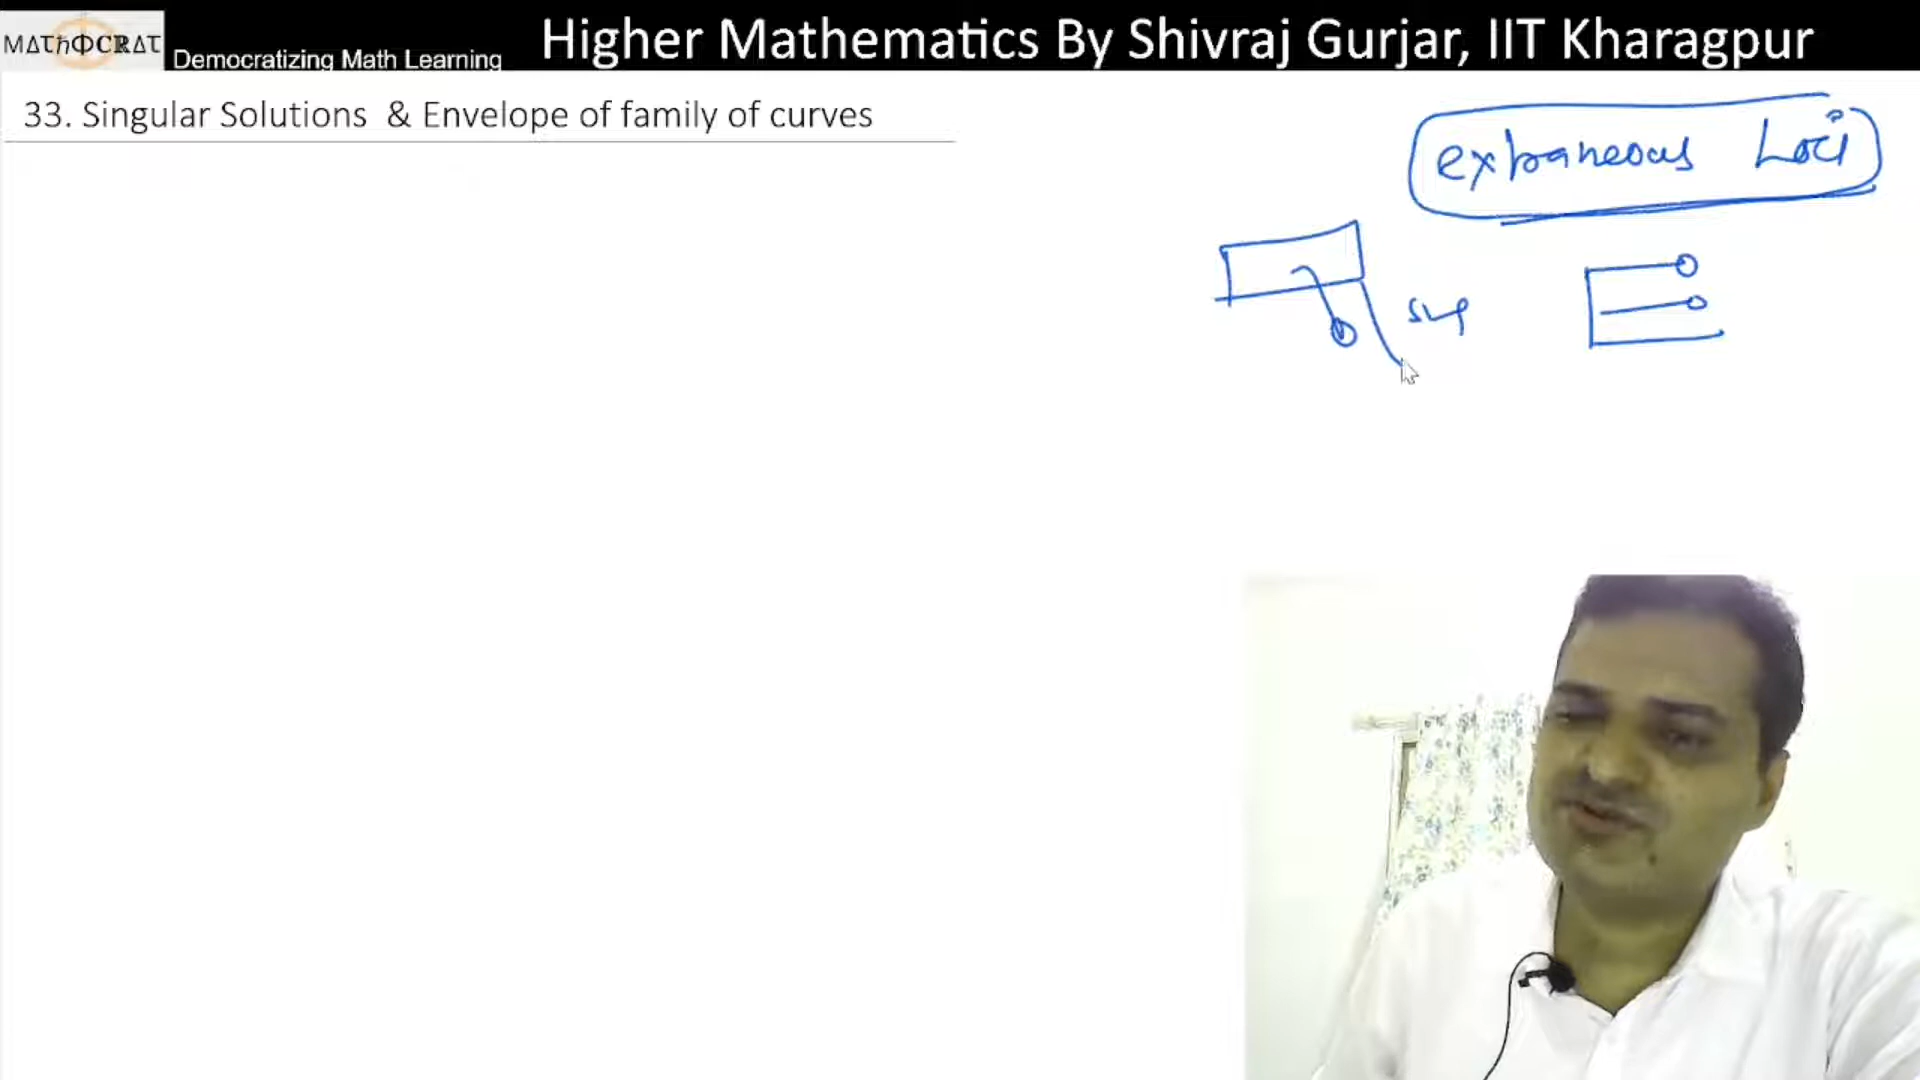 MΔTℏΦCRΔT
Democratizing Math Learning
Higher Mathematics By Shivraj Gurjar, IIT Kharagpur
33. Singular Solutions & Envelope of family of curves
extraneous Loci